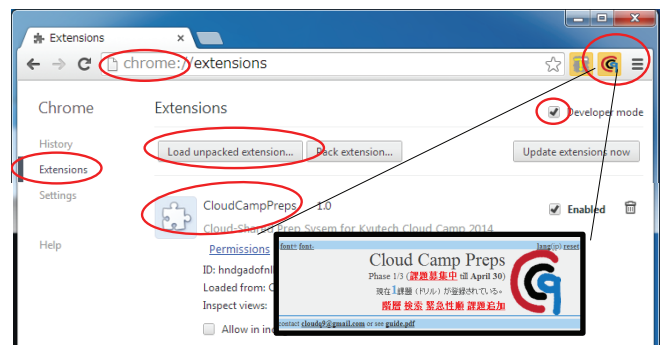 Extensions
chrome://extensions
Chrome
Extensions
Developer mode
History
Load unpacked extension...
Pack extension...
Update extensions now
Extensions
Settings
CloudCampPreps 1.0
Enabled
Cloud-Shared Prep Sysem for Kyutech Cloud Camp 2014
Help
Permissions
ID: hndgadofnl
Loaded from: C
Inspect views:
Allow in inc
font+ font-
lang(jp) reset
Cloud Camp Preps
Phase 1/3 (課題募集中 till April 30)
現在1課題 (ドリル) が登録されている。
階層 検索 緊急性順 課題追加
contact cloudq9@gmail.com or see guide.pdf